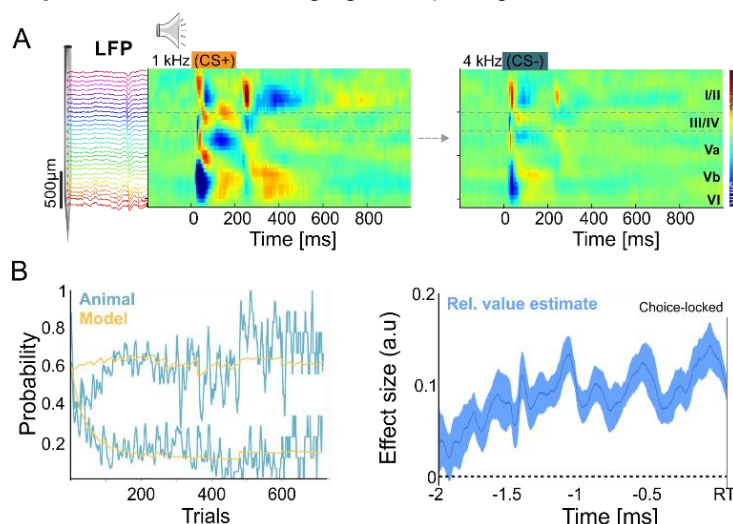 A
LFP
1 kHz (CS+)
4 kHz (CS-)
I/II
III/IV
Va
Vb
VI
500µm
0 200 400 600 800
0 200 400 600 800
Time [ms]
Time [ms]
B
Animal
Model
1
0.8
0.6
0.4
0.2
Probability
200 400 600
Trials
Rel. value estimate
Choice-locked
0.2
0.1
0
Effect size (a.u)
-2 -1.5 -1 -0.5 RT
Time [ms]